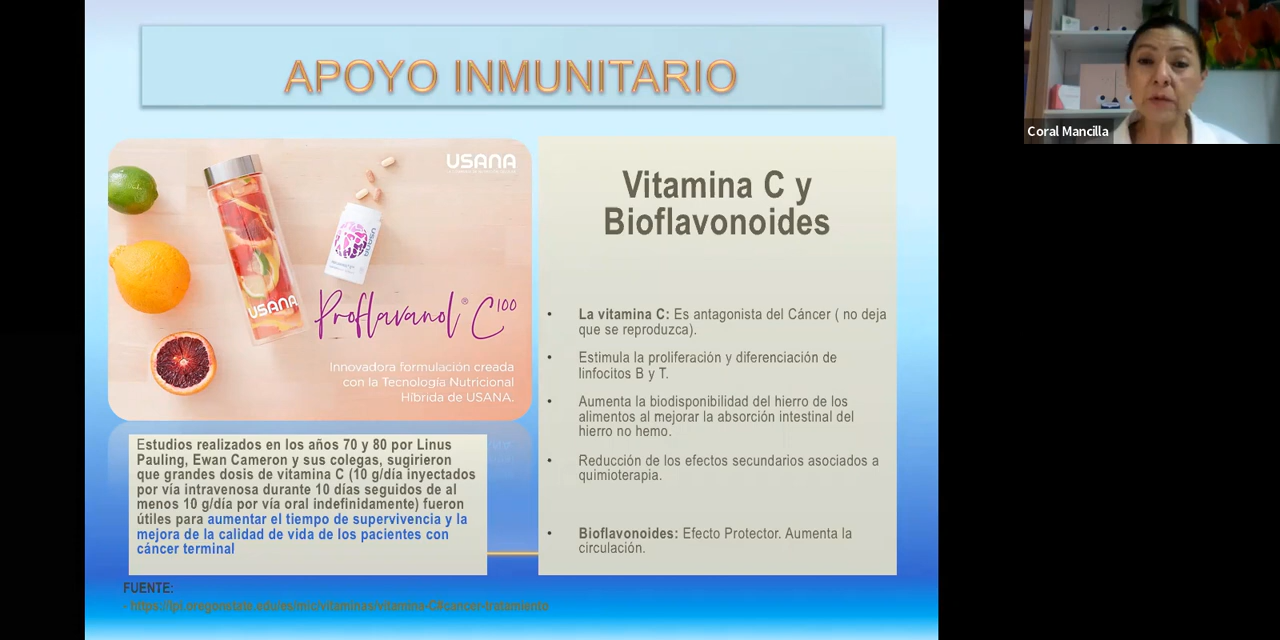 APOYO INMUNITARIO
USANA
USANA
USANA
Proflavanol® C100
Innovadora formulación creada
con la Tecnología Nutricional
Híbrida de USANA.
Estudios realizados en los años 70 y 80 por Linus
Pauling, Ewan Cameron y sus colegas, sugirieron
que grandes dosis de vitamina C (10 g/día inyectados
por vía intravenosa durante 10 días seguidos de al
menos 10 g/día por vía oral indefinidamente) fueron
útiles para aumentar el tiempo de supervivencia y la
mejora de la calidad de vida de los pacientes con
cáncer terminal
FUENTE:
- https://lpi.oregonstate.edu/es/mic/vitaminas/vitamina-C#cancer-tratamiento
Vitamina C y
Bioflavonoides
• La vitamina C: Es antagonista del Cáncer ( no deja
que se reproduzca).
• Estimula la proliferación y diferenciación de
linfocitos B y T.
• Aumenta la biodisponibilidad del hierro de los
alimentos al mejorar la absorción intestinal del
hierro no hemo.
• Reducción de los efectos secundarios asociados a
quimioterapia.
• Bioflavonoides: Efecto Protector. Aumenta la
circulación.
Coral Mancilla